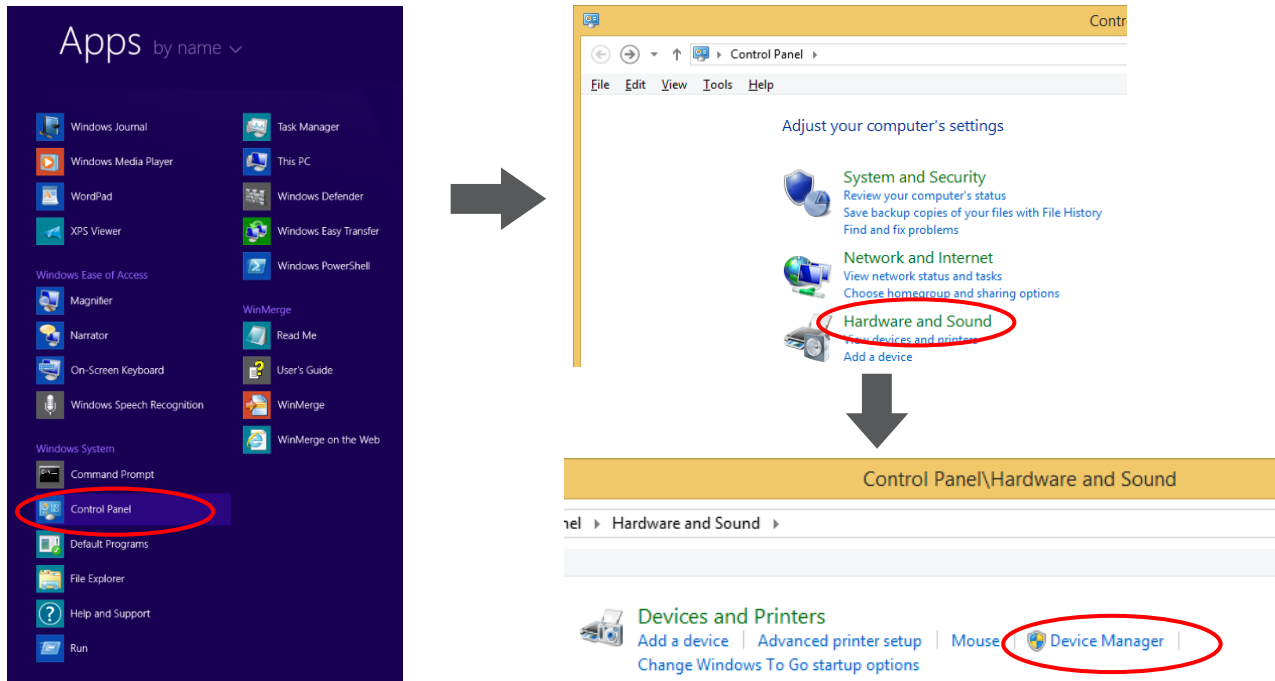 Apps by name
Windows Journal
Windows Media Player
WordPad
XPS Viewer
Windows Ease of Access
Magnifier
Narrator
On-Screen Keyboard
Windows Speech Recognition
Windows System
Command Prompt
Control Panel
Default Programs
File Explorer
Help and Support
Run
Task Manager
This PC
Windows Defender
Windows Easy Transfer
Windows PowerShell
WinMerge
Read Me
User's Guide
WinMerge
WinMerge on the Web
Contr
Control Panel
File Edit View Tools Help
Adjust your computer's settings
System and Security
Review your computer's status
Save backup copies of your files with File History
Find and fix problems
Network and Internet
View network status and tasks
Choose homegroup and sharing options
Hardware and Sound
View devices and printers
Add a device
Control Panel\Hardware and Sound
nel Hardware and Sound
Devices and Printers
Add a device Advanced printer setup Mouse Device Manager
Change Windows To Go startup options